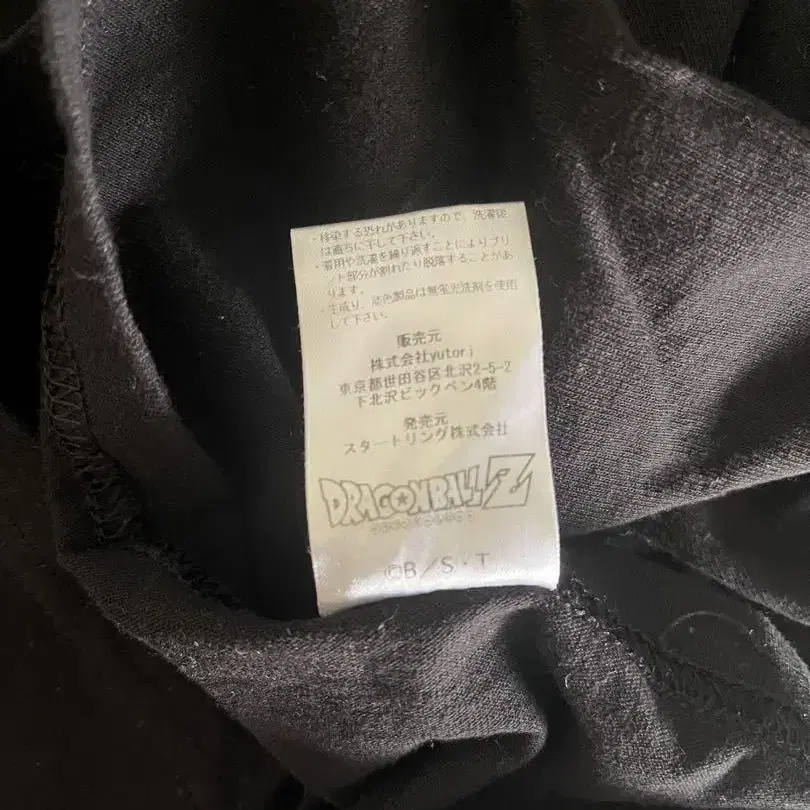 ・移染する恐れがありますので、洗濯後
は直ちに干して下さい。
・着用や洗濯を繰り返すことによりプリ
ント部分が割れたり脱落することがあ
ります。
・生成り、淡色製品は無蛍光洗剤を使用
して下さい。
販売元
株式会社yutori
東京都世田谷区北沢2-5-2
下北沢ビックベン4階
発売元
スタートリング株式会社
DRAGONBALL Z
©B/S・T